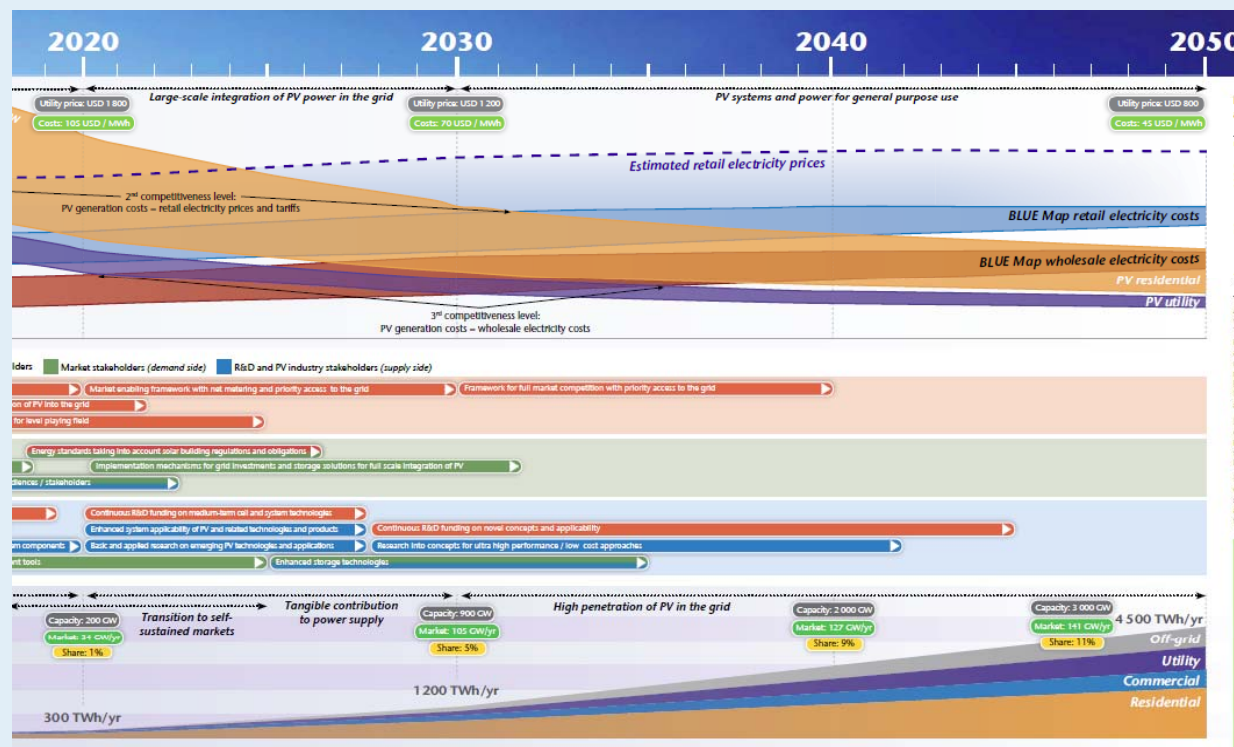 2020
2030
2040
2050
Large-scale integration of PV power in the grid
PV systems and power for general purpose use
Utility price: USD 1 800
Costs: 105 USD / MWh
Utility price: USD 1 200
Costs: 70 USD / MWh
Utility price: USD 800
Costs: 45 USD / MWh
Estimated retail electricity prices
2nd competitiveness level:
PV generation costs = retail electricity prices and tariffs
BLUE Map retail electricity costs
BLUE Map wholesale electricity costs
PV residential
PV utility
3rd competitiveness level:
PV generation costs = wholesale electricity costs
lders
Market stakeholders (demand side)
R&D and PV industry stakeholders (supply side)
Market enabling framework with net metering and priority access to the grid
Framework for full market competition with priority access to the grid
on of PV into the grid
for level playing field
Energy standards taking into account solar building regulations and obligations
Implementation mechanisms for grid investments and storage solutions for full scale integration of PV
diences / stakeholders
Continuous R&D funding on medium-term cell and system technologies
Enhanced system applicability of PV and related technologies and products
Continuous R&D funding on novel concepts and applicability
m components
Basic and applied research on emerging PV technologies and applications
Research into concepts for ultra high performance / low cost approaches
nt tools
Enhanced storage technologies
Transition to self-
sustained markets
Tangible contribution
to power supply
High penetration of PV in the grid
Capacity: 200 GW
Market: 34 GW/yr
Share: 1%
Capacity: 900 GW
Market: 105 GW/yr
Share: 5%
Capacity: 2 000 GW
Market: 127 GW/yr
Share: 9%
Capacity: 3 000 GW
Market: 141 GW/yr
Share: 11%
4 500 TWh/yr
Off-grid
Utility
Commercial
Residential
1 200 TWh/yr
300 TWh/yr